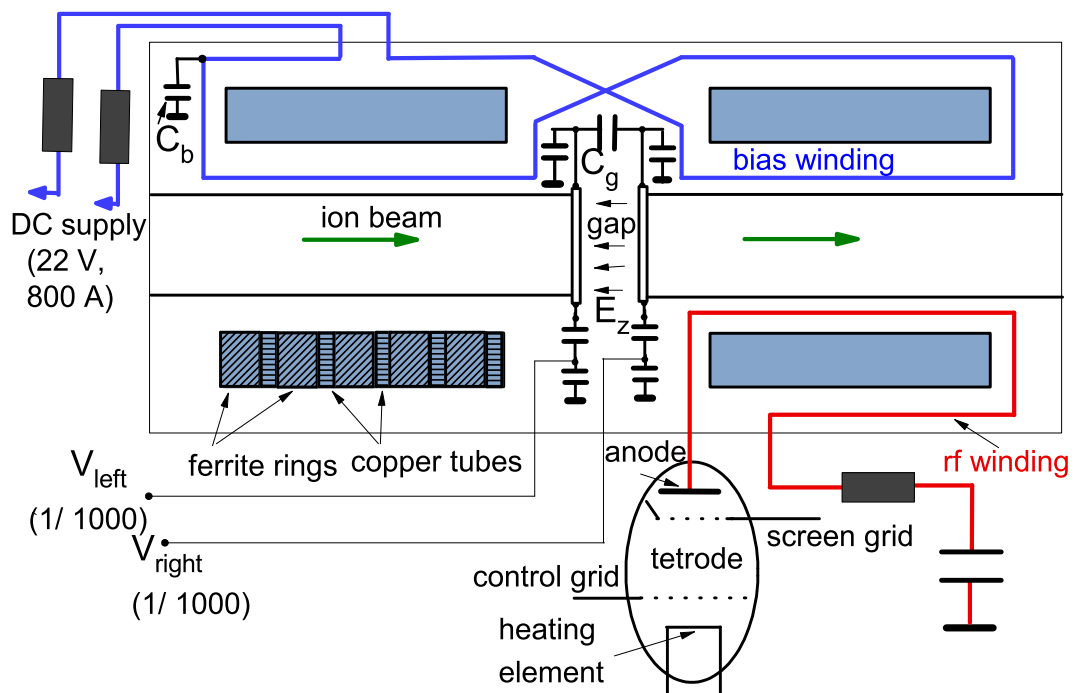 C_b
C_g
bias winding
DC supply
(22 V,
800 A)
ion beam
gap
E_z
ferrite rings
copper tubes
anode
rf winding
V_left
(1/ 1000)
V_right
(1/ 1000)
screen grid
tetrode
control grid
heating
element